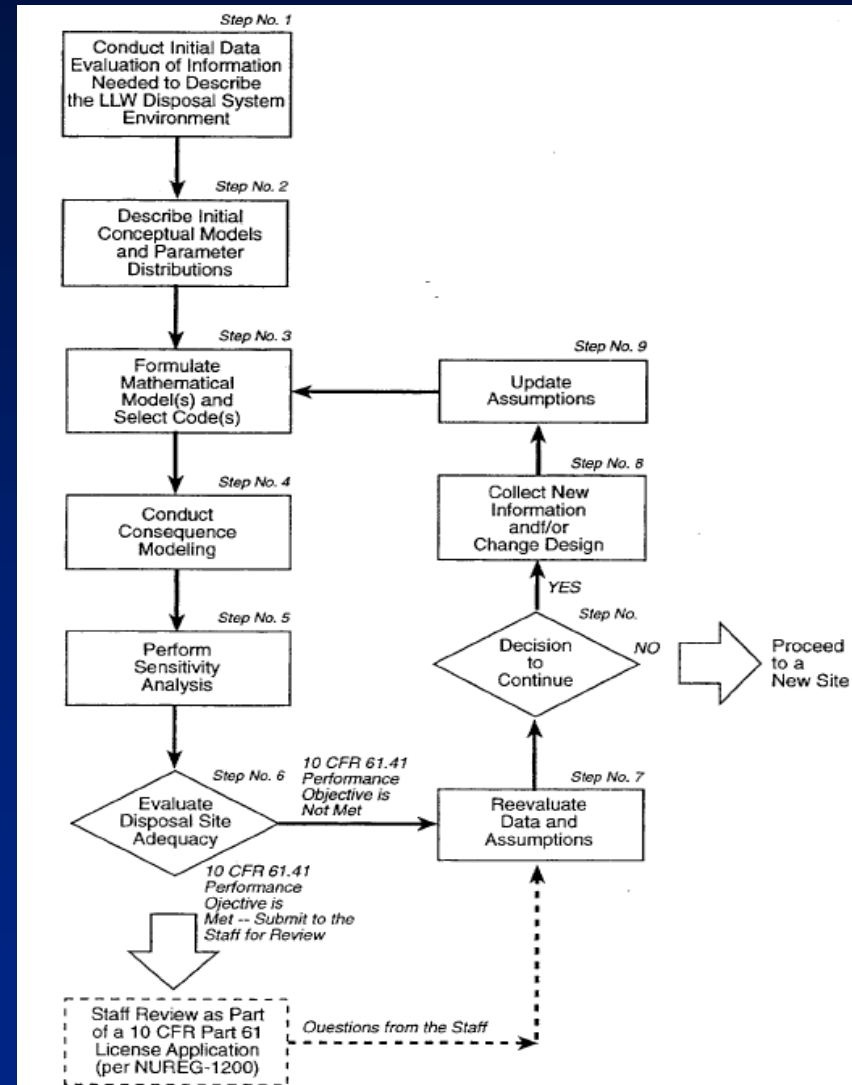 Step No. 1
Conduct Initial Data
Evaluation of Information
Needed to Describe
the LLW Disposal System
Environment
Step No. 2
Describe Initial
Conceptual Models
and Parameter
Distributions
Step No. 3
Formulate
Mathematical
Model(s) and
Select Code(s)
Step No. 4
Conduct
Consequence
Modeling
Step No. 5
Perform
Sensitivity
Analysis
Step No. 6
Evaluate
Disposal Site
Adequacy
10 CFR 61.41
Performance
Objective is
Not Met
10 CFR 61.41
Performance
Ojective is
Met -- Submit to the
Staff for Review
Staff Review as Part
of a 10 CFR Part 61
License Application
(per NUREG-1200)
Ouestions from the Staff
Step No. 7
Reevaluate
Data and
Assumptions
Step No.
Decision
to
Continue
NO
Proceed
to a
New Site
YES
Step No. 8
Collect New
Information
andf/or
Change Design
Step No. 9
Update
Assumptions